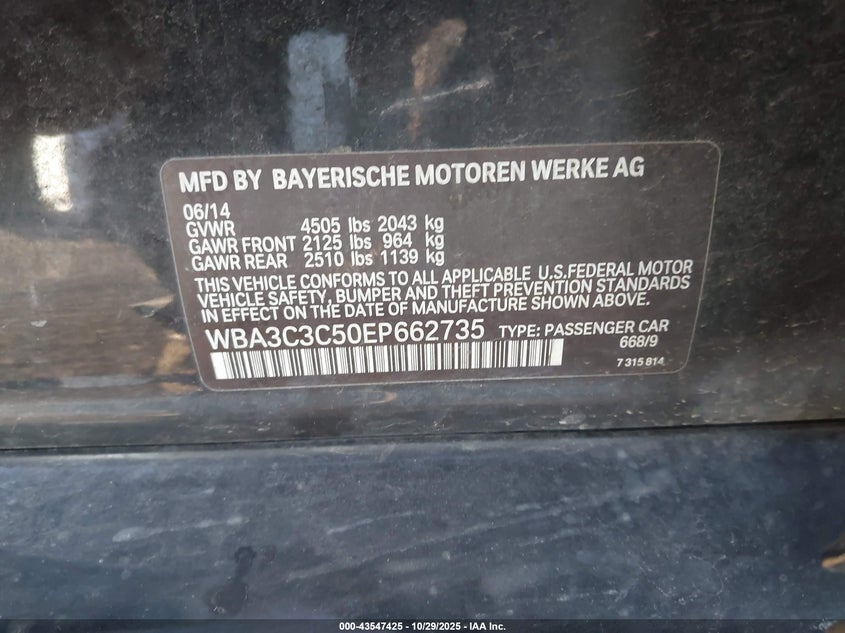 MFD BY BAYERISCHE MOTOREN WERKE AG
06/14
GVWR 4505 lbs 2043 kg
GAWR FRONT 2125 lbs 964 kg
GAWR REAR 2510 lbs 1139 kg
THIS VEHICLE CONFORMS TO ALL APPLICABLE U.S.FEDERAL MOTOR
VEHICLE SAFETY, BUMPER AND THEFT PREVENTION STANDARDS
IN EFFECT ON THE DATE OF MANUFACTURE SHOWN ABOVE.
WBA3C3C50EP662735 TYPE: PASSENGER CAR
668/9
7 315 814
000-43547425 - 10/29/2025 - IAA Inc.